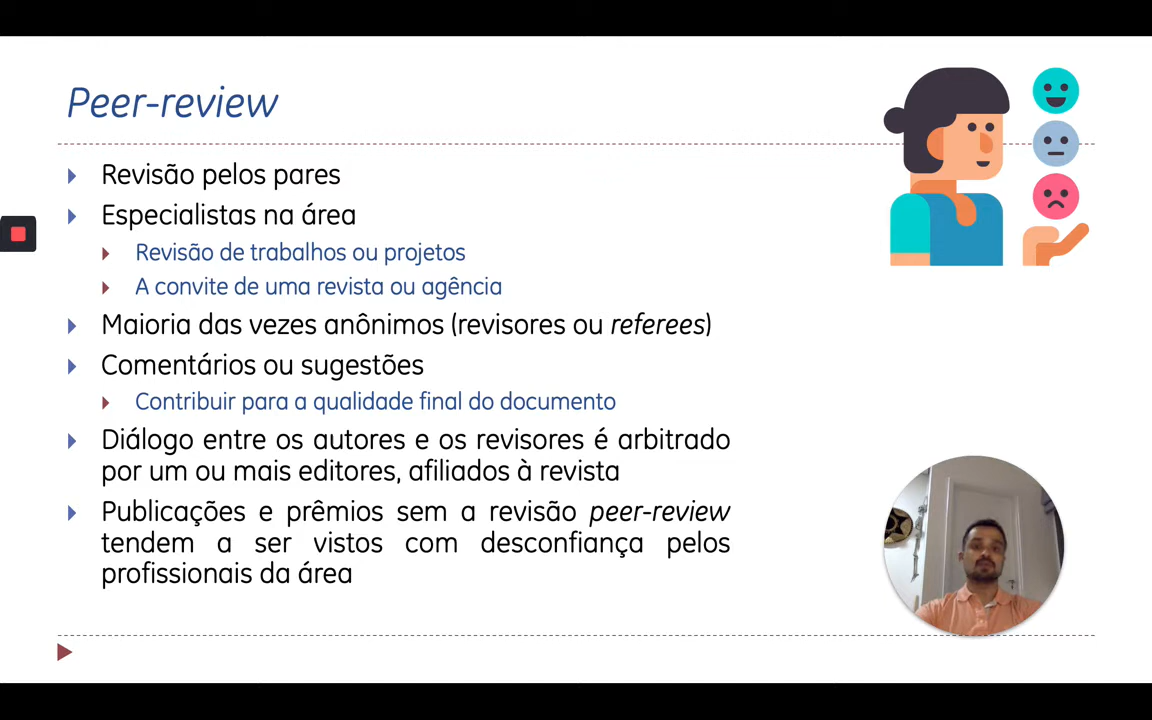 Peer-review
Revisão pelos pares
Especialistas na área
Revisão de trabalhos ou projetos
A convite de uma revista ou agência
Maioria das vezes anônimos (revisores ou referees)
Comentários ou sugestões
Contribuir para a qualidade final do documento
Diálogo entre os autores e os revisores é arbitrado
por um ou mais editores, afiliados à revista
Publicações e prêmios sem a revisão peer-review
tendem a ser vistos com desconfiança pelos
profissionais da área